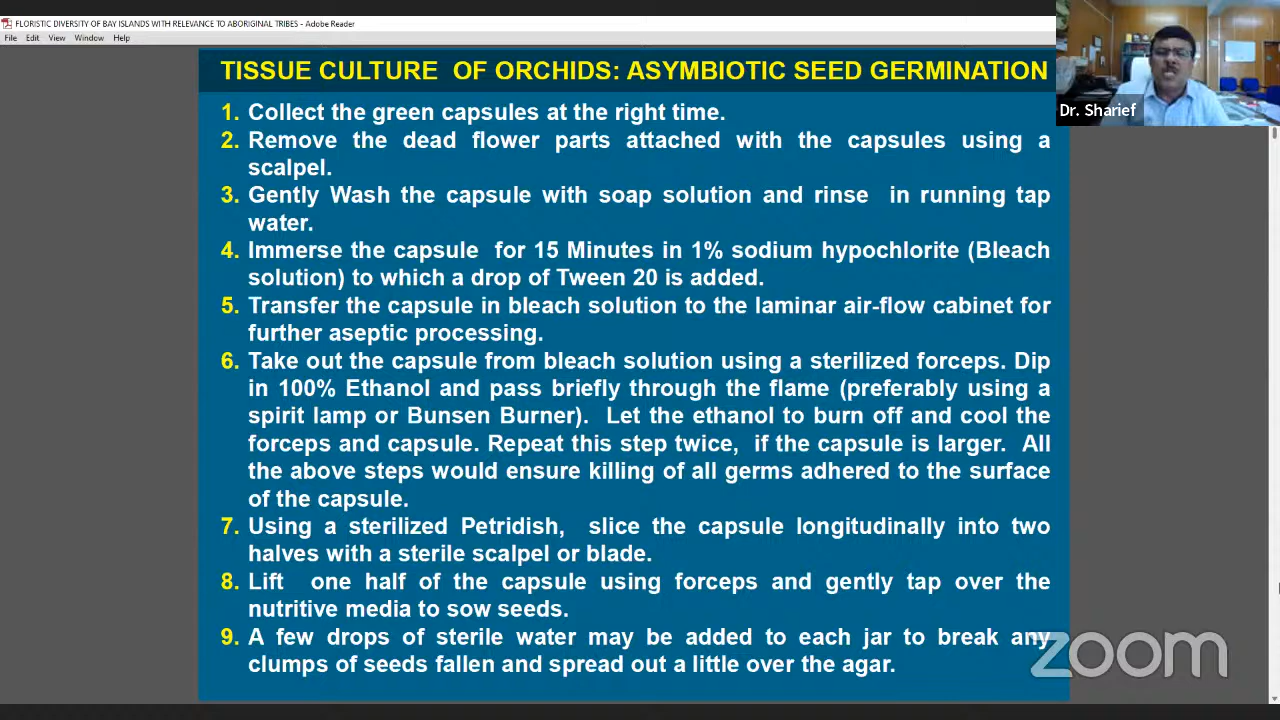 FLORISTIC DIVERSITY OF BAY ISLANDS WITH RELEVANCE TO ABORIGINAL TRIBES - Adobe Reader
File Edit View Window Help
TISSUE CULTURE OF ORCHIDS: ASYMBIOTIC SEED GERMINATION
1. Collect the green capsules at the right time.
2. Remove the dead flower parts attached with the capsules using a
scalpel.
3. Gently Wash the capsule with soap solution and rinse in running tap
water.
4. Immerse the capsule for 15 Minutes in 1% sodium hypochlorite (Bleach
solution) to which a drop of Tween 20 is added.
5. Transfer the capsule in bleach solution to the laminar air-flow cabinet for
further aseptic processing.
6. Take out the capsule from bleach solution using a sterilized forceps. Dip
in 100% Ethanol and pass briefly through the flame (preferably using a
spirit lamp or Bunsen Burner). Let the ethanol to burn off and cool the
forceps and capsule. Repeat this step twice, if the capsule is larger. All
the above steps would ensure killing of all germs adhered to the surface
of the capsule.
7. Using a sterilized Petridish, slice the capsule longitudinally into two
halves with a sterile scalpel or blade.
8. Lift one half of the capsule using forceps and gently tap over the
nutritive media to sow seeds.
9. A few drops of sterile water may be added to each jar to break any
clumps of seeds fallen and spread out a little over the agar.
Dr. Sharief
zoom